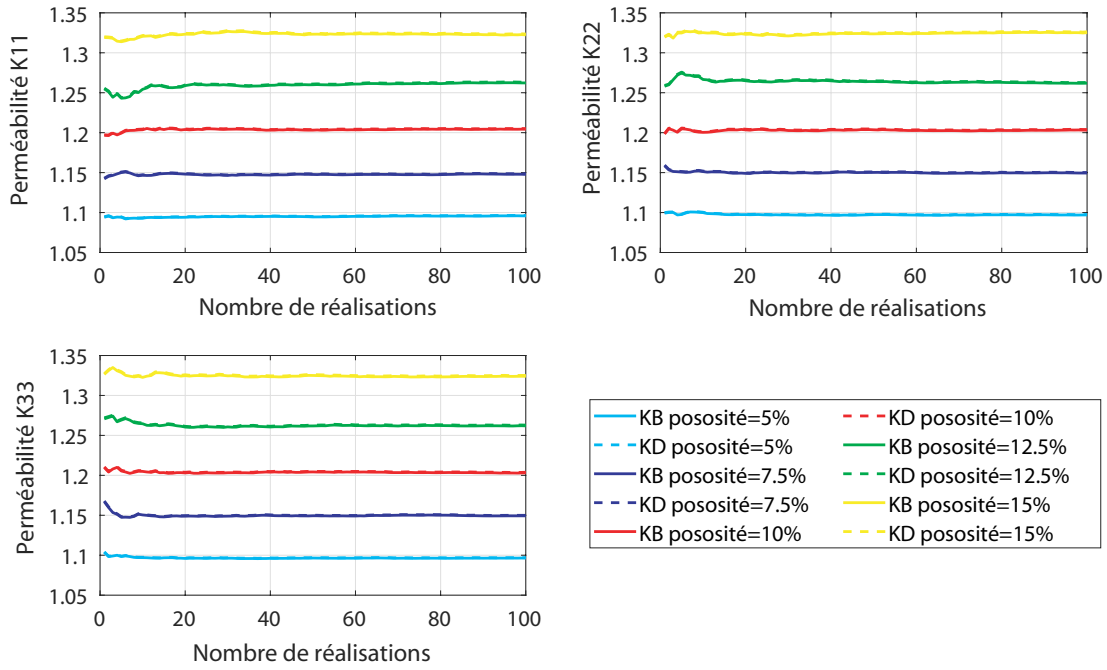 Perméabilité K11
1.35
1.3
1.25
1.2
1.15
1.1
1.05
0
20
40
60
80
100
Nombre de réalisations
Perméabilité K22
1.35
1.3
1.25
1.2
1.15
1.1
1.05
0
20
40
60
80
100
Nombre de réalisations
Perméabilité K33
1.35
1.3
1.25
1.2
1.15
1.1
1.05
0
20
40
60
80
100
Nombre de réalisations
KB pososité=5%
KD pososité=5%
KB pososité=7.5%
KD pososité=7.5%
KB pososité=10%
KD pososité=10%
KB pososité=12.5%
KD pososité=12.5%
KB pososité=15%
KD pososité=15%